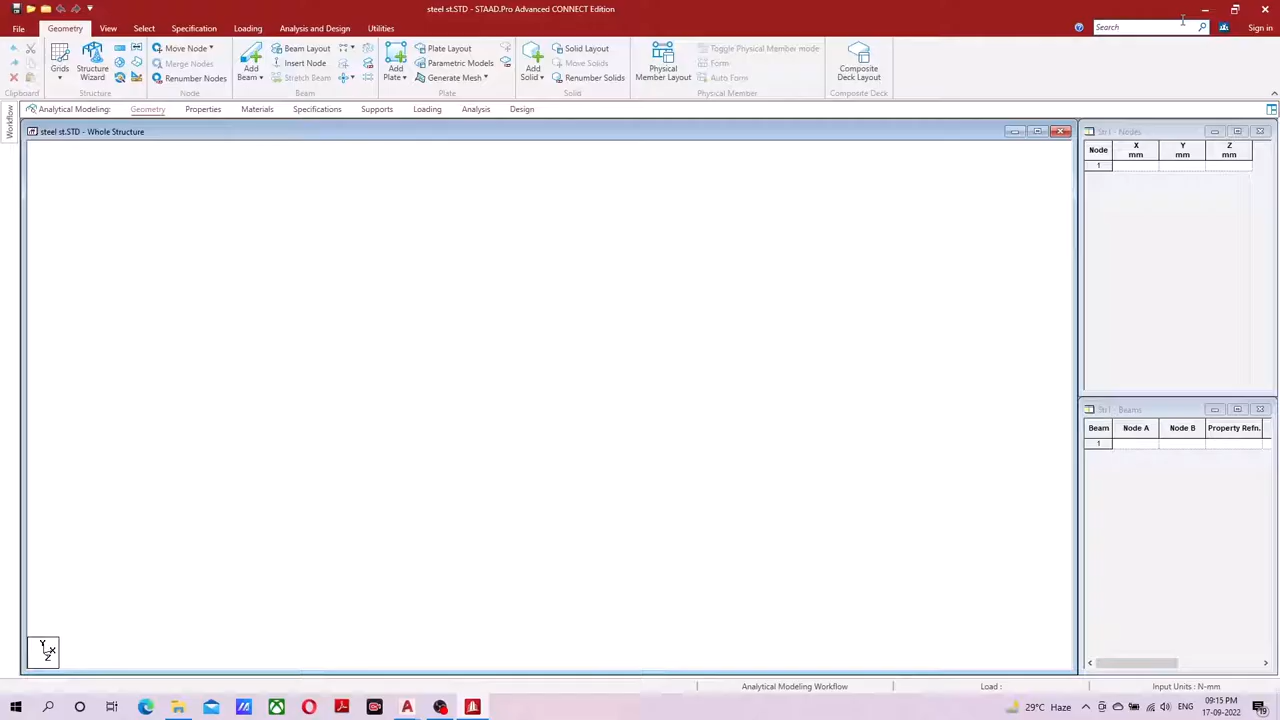 steel st.STD - STAAD.Pro Advanced CONNECT Edition
File Geometry View Select Specification Loading Analysis and Design Utilities
Search
Sign in
Grids
Structure Wizard
Structure
Clipboard
Move Node
Merge Nodes
Renumber Nodes
Node
Add Beam
Beam Layout
Insert Node
Stretch Beam
Beam
Add Plate
Plate Layout
Parametric Models
Generate Mesh
Plate
Add Solid
Solid Layout
Move Solids
Renumber Solids
Solid
Physical Member Layout
Toggle Physical Member mode
Form
Auto Form
Physical Member
Composite Deck Layout
Composite Deck
Workflow
Analytical Modeling: Geometry Properties Materials Specifications Supports Loading Analysis Design
steel st.STD - Whole Structure
Nodes
Node X mm Y mm Z mm
1
Beams
Beam Node A Node B Property Refn.
1
Y
X
Z
Analytical Modeling Workflow Load : Input Units : N-mm
29°C Haze
ENG
09:15 PM
17-09-2022
19